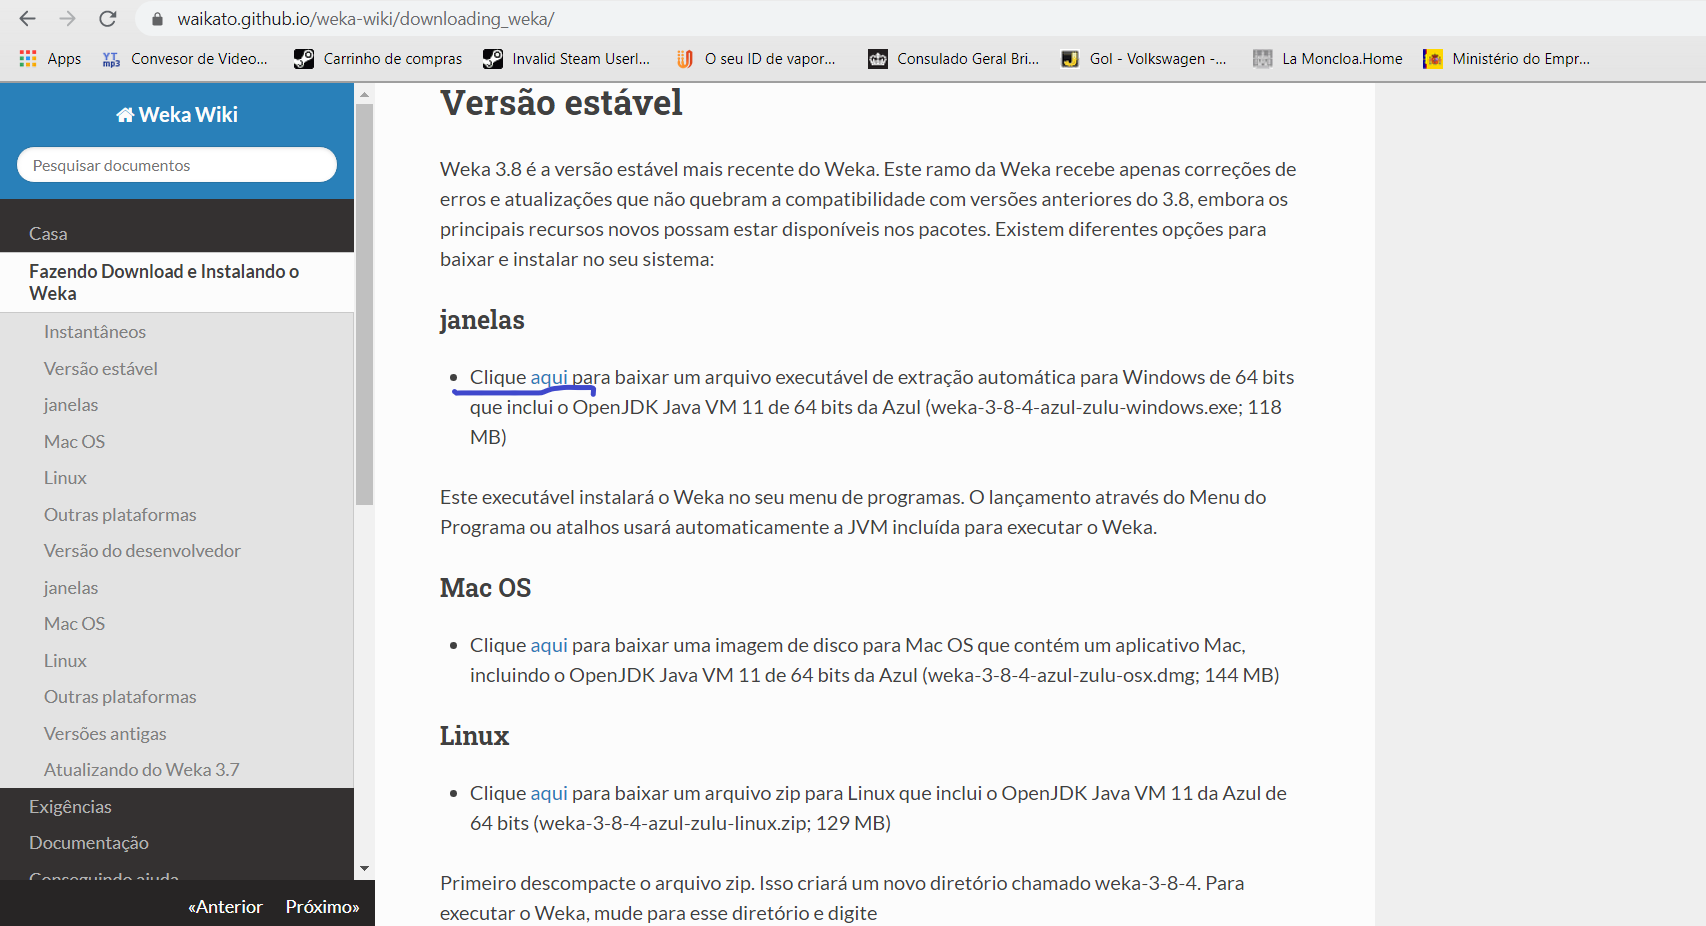 waikato.github.io/weka-wiki/downloading_weka/
Apps
YT mp3
Convesor de Video...
Carrinho de compras
Invalid Steam UserI...
O seu ID de vapor...
Consulado Geral Bri...
Gol - Volkswagen -...
La Moncloa.Home
Ministério do Empr...
Weka Wiki
Pesquisar documentos
Casa
Fazendo Download e Instalando o
Weka
Instantâneos
Versão estável
janelas
Mac OS
Linux
Outras plataformas
Versão do desenvolvedor
janelas
Mac OS
Linux
Outras plataformas
Versões antigas
Atualizando do Weka 3.7
Exigências
Documentação
Conseguindo ajuda
«Anterior
Próximo»
Versão estável
Weka 3.8 é a versão estável mais recente do Weka. Este ramo da Weka recebe apenas correções de
erros e atualizações que não quebram a compatibilidade com versões anteriores do 3.8, embora os
principais recursos novos possam estar disponíveis nos pacotes. Existem diferentes opções para
baixar e instalar no seu sistema:
janelas
• Clique aqui para baixar um arquivo executável de extração automática para Windows de 64 bits
que inclui o OpenJDK Java VM 11 de 64 bits da Azul (weka-3-8-4-azul-zulu-windows.exe; 118
MB)
Este executável instalará o Weka no seu menu de programas. O lançamento através do Menu do
Programa ou atalhos usará automaticamente a JVM incluída para executar o Weka.
Mac OS
• Clique aqui para baixar uma imagem de disco para Mac OS que contém um aplicativo Mac,
incluindo o OpenJDK Java VM 11 de 64 bits da Azul (weka-3-8-4-azul-zulu-osx.dmg; 144 MB)
Linux
• Clique aqui para baixar um arquivo zip para Linux que inclui o OpenJDK Java VM 11 da Azul de
64 bits (weka-3-8-4-azul-zulu-linux.zip; 129 MB)
Primeiro descompacte o arquivo zip. Isso criará um novo diretório chamado weka-3-8-4. Para
executar o Weka, mude para esse diretório e digite